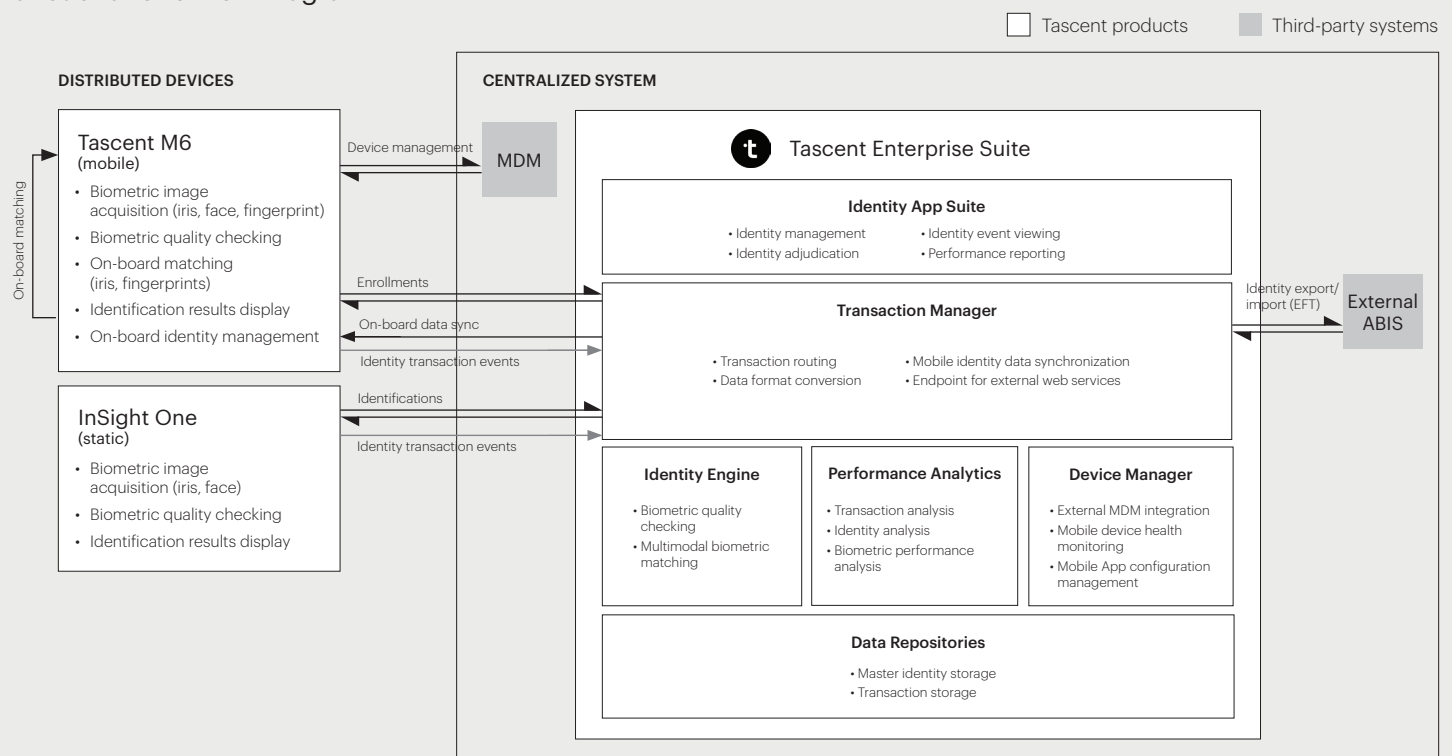 Tascent products
Third-party systems
DISTRIBUTED DEVICES
CENTRALIZED SYSTEM
Tascent M6
(mobile)
• Biometric image
acquisition (iris, face, fingerprint)
• Biometric quality checking
• On-board matching
(iris, fingerprints)
• Identification results display
• On-board identity management
On-board matching
Device management
MDM
Enrollments
On-board data sync
Identity transaction events
InSight One
(static)
• Biometric image
acquisition (iris, face)
• Biometric quality checking
• Identification results display
Identifications
Identity transaction events
t
Tascent Enterprise Suite
Identity App Suite
• Identity management
• Identity adjudication
• Identity event viewing
• Performance reporting
Transaction Manager
• Transaction routing
• Data format conversion
• Mobile identity data synchronization
• Endpoint for external web services
Identity export/
import (EFT)
External
ABIS
Identity Engine
• Biometric quality
checking
• Multimodal biometric
matching
Performance Analytics
• Transaction analysis
• Identity analysis
• Biometric performance
analysis
Device Manager
• External MDM integration
• Mobile device health
monitoring
• Mobile App configuration
management
Data Repositories
• Master identity storage
• Transaction storage